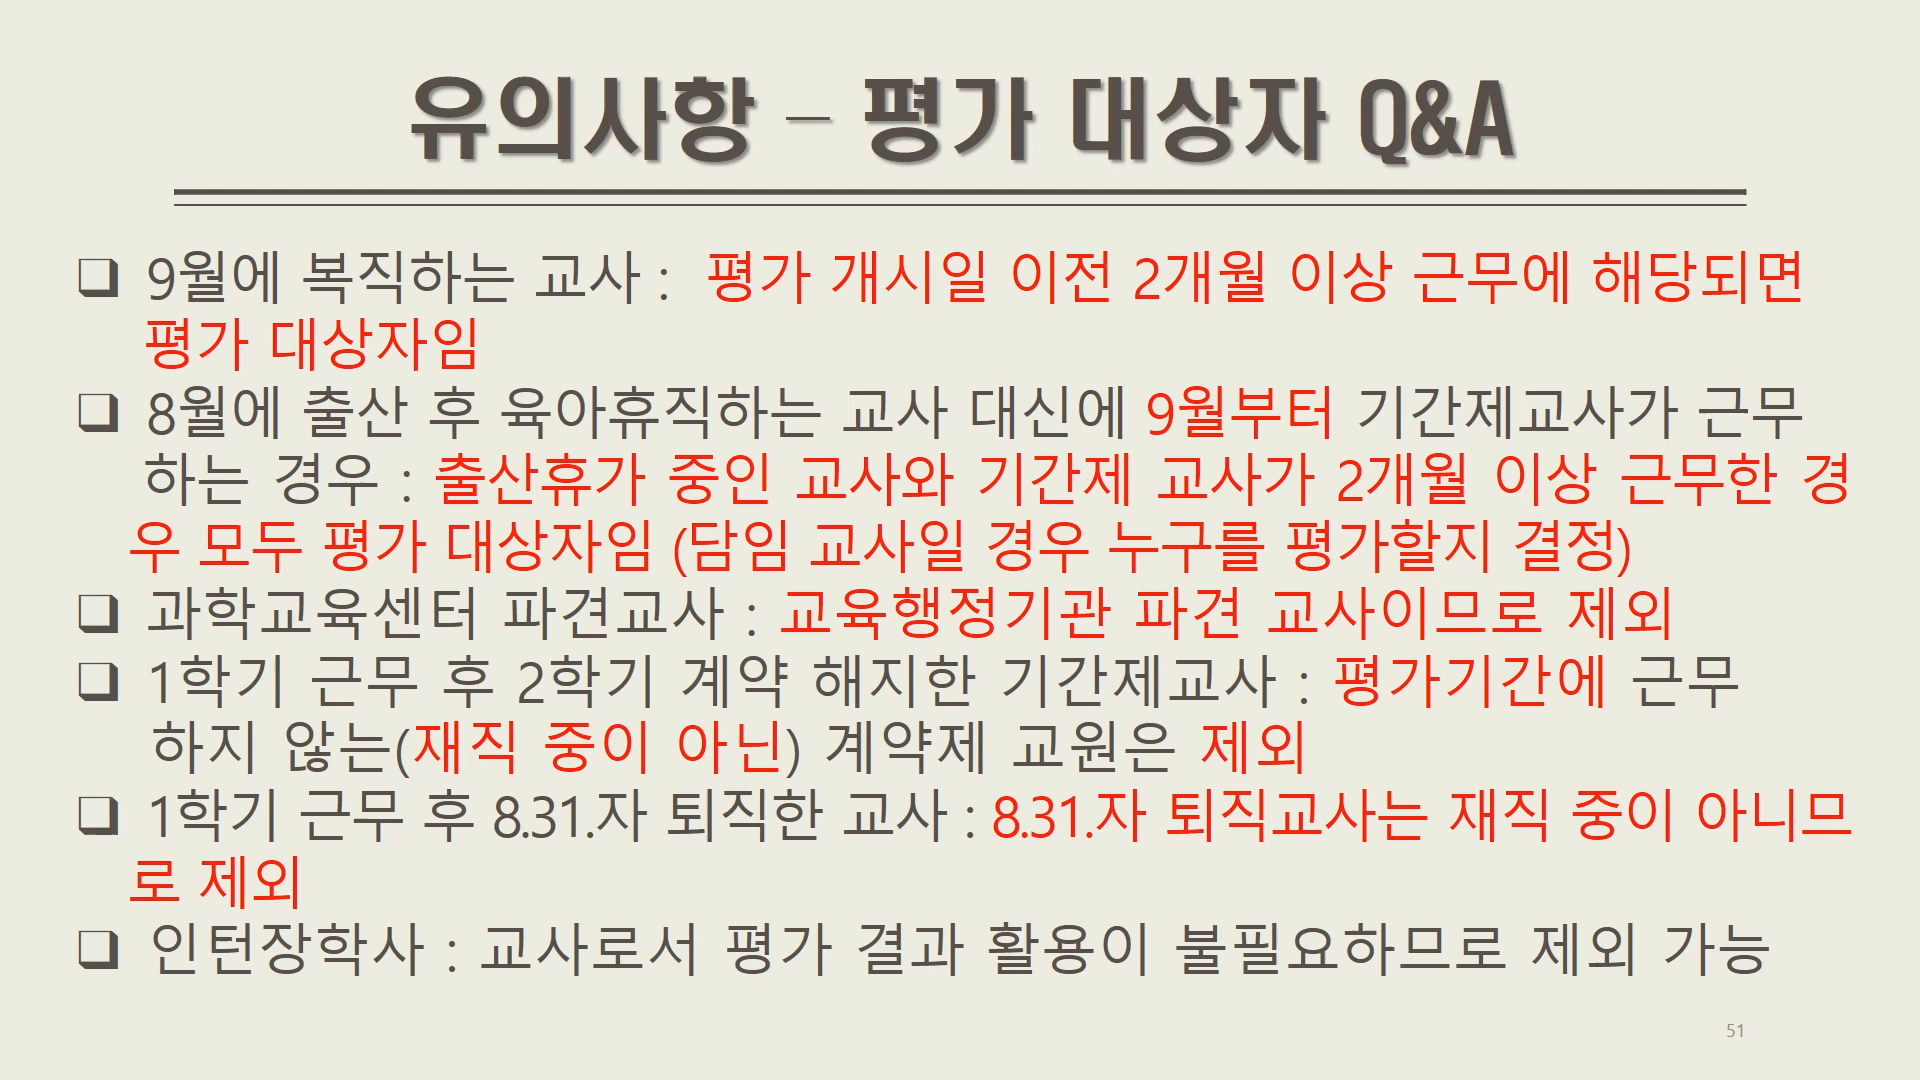 유의사항 – 평가 대상자 Q&A
❑ 9월에 복직하는 교사 : 평가 개시일 이전 2개월 이상 근무에 해당되면
평가 대상자임
❑ 8월에 출산 후 육아휴직하는 교사 대신에 9월부터 기간제교사가 근무
하는 경우 : 출산휴가 중인 교사와 기간제 교사가 2개월 이상 근무한 경
우 모두 평가 대상자임 (담임 교사일 경우 누구를 평가할지 결정)
❑ 과학교육센터 파견교사 : 교육행정기관 파견 교사이므로 제외
❑ 1학기 근무 후 2학기 계약 해지한 기간제교사 : 평가기간에 근무
하지 않는(재직 중이 아닌) 계약제 교원은 제외
❑ 1학기 근무 후 8.31.자 퇴직한 교사 : 8.31.자 퇴직교사는 재직 중이 아니므
로 제외
❑ 인턴장학사 : 교사로서 평가 결과 활용이 불필요하므로 제외 가능
51